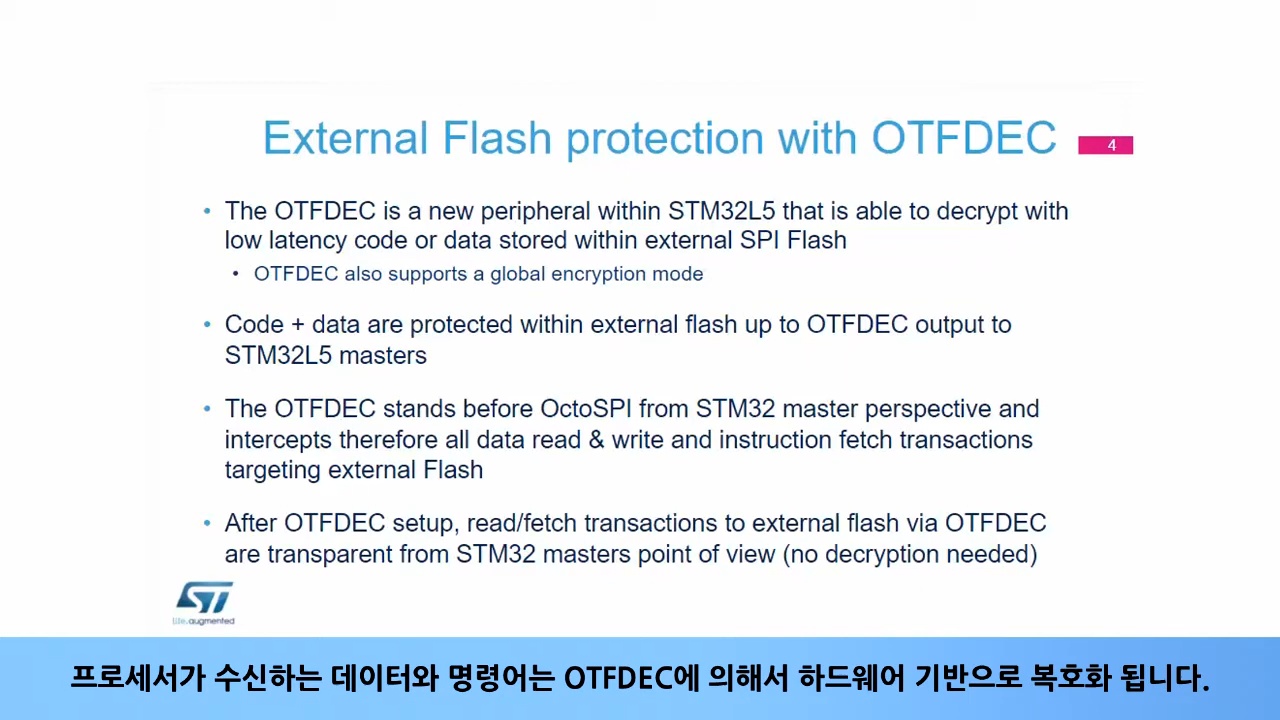 External Flash protection with OTFDEC
4
• The OTFDEC is a new peripheral within STM32L5 that is able to decrypt with
low latency code or data stored within external SPI Flash
• OTFDEC also supports a global encryption mode
• Code + data are protected within external flash up to OTFDEC output to
STM32L5 masters
• The OTFDEC stands before OctoSPI from STM32 master perspective and
intercepts therefore all data read & write and instruction fetch transactions
targeting external Flash
• After OTFDEC setup, read/fetch transactions to external flash via OTFDEC
are transparent from STM32 masters point of view (no decryption needed)
ST
life.augmented
프로세서가 수신하는 데이터와 명령어는 OTFDEC에 의해서 하드웨어 기반으로 복호화 됩니다.